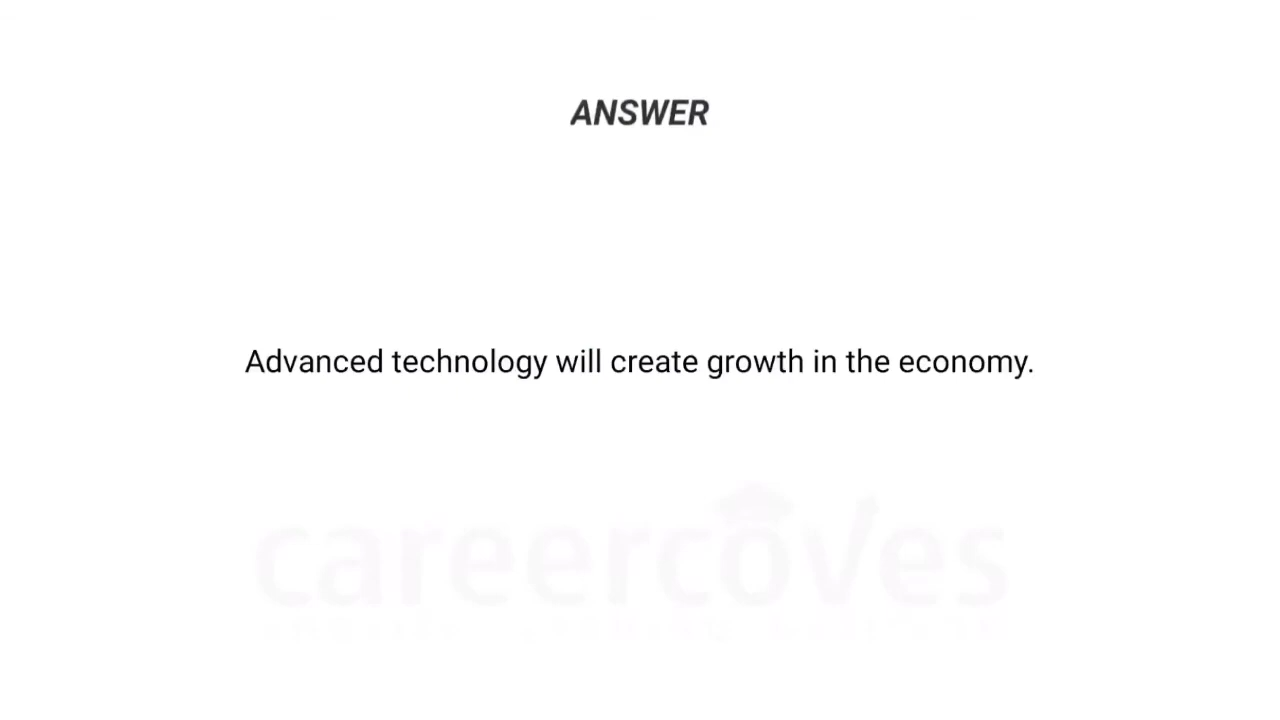 ANSWER
Advanced technology will create growth in the economy.
careercoves